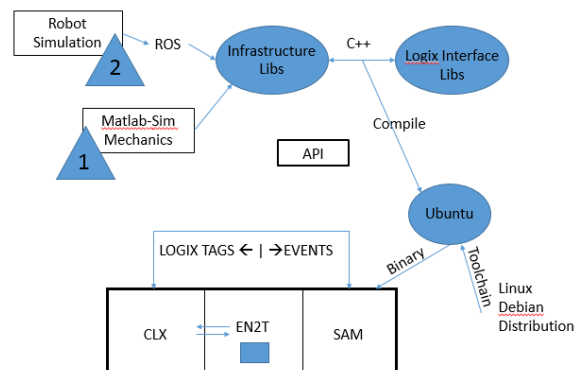 Robot
Simulation
2
ROS
Infrastructure
Libs
C++
Logix Interface
Libs
Matlab-Sim
Mechanics
1
Compile
API
Ubuntu
LOGIX TAGS ← | →EVENTS
Binary
Toolchain
Linux
Debian
Distribution
CLX
EN2T
SAM